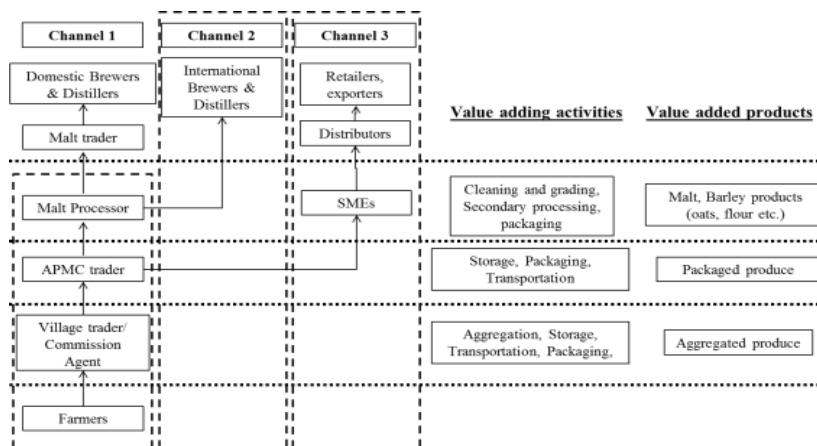 Channel 1
Channel 2
Channel 3
Domestic Brewers
& Distillers
International
Brewers &
Distillers
Retailers,
exporters
Value adding activities
Value added products
Malt trader
Distributors
Malt Processor
SMEs
Cleaning and grading,
Secondary processing,
packaging
Malt, Barley products
(oats, flour etc.)
APMC trader
Storage, Packaging,
Transportation
Packaged produce
Village trader/
Commission
Agent
Aggregation, Storage,
Transportation, Packaging,
Aggregated produce
Farmers